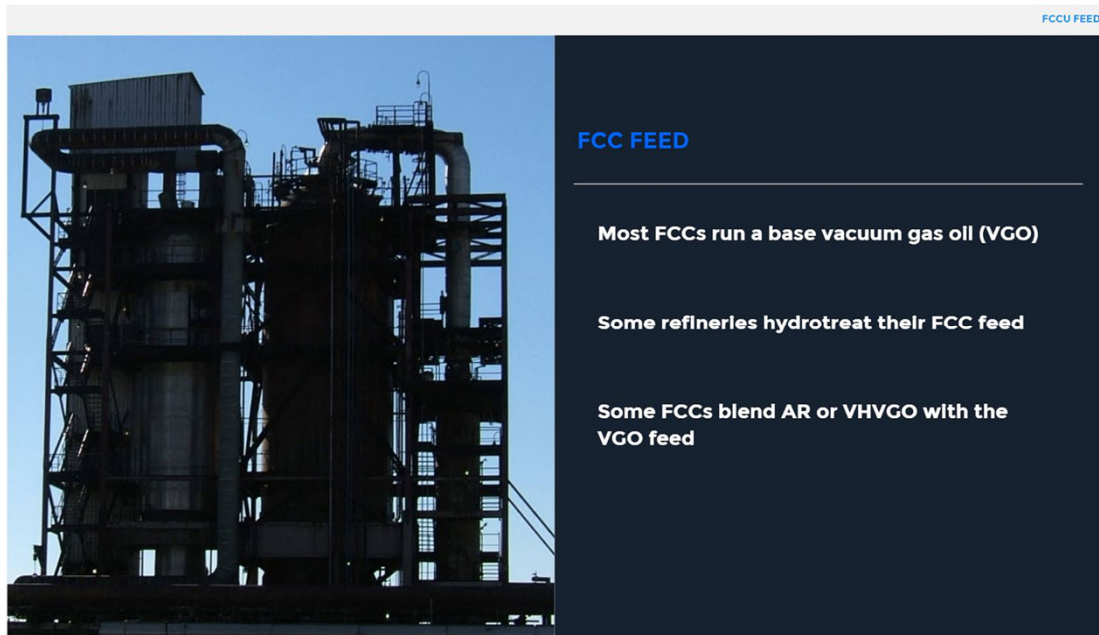 FCCU FEED
FCC FEED
Most FCCs run a base vacuum gas oil (VGO)
Some refineries hydrotreat their FCC feed
Some FCCs blend AR or VHVGO with the
VGO feed